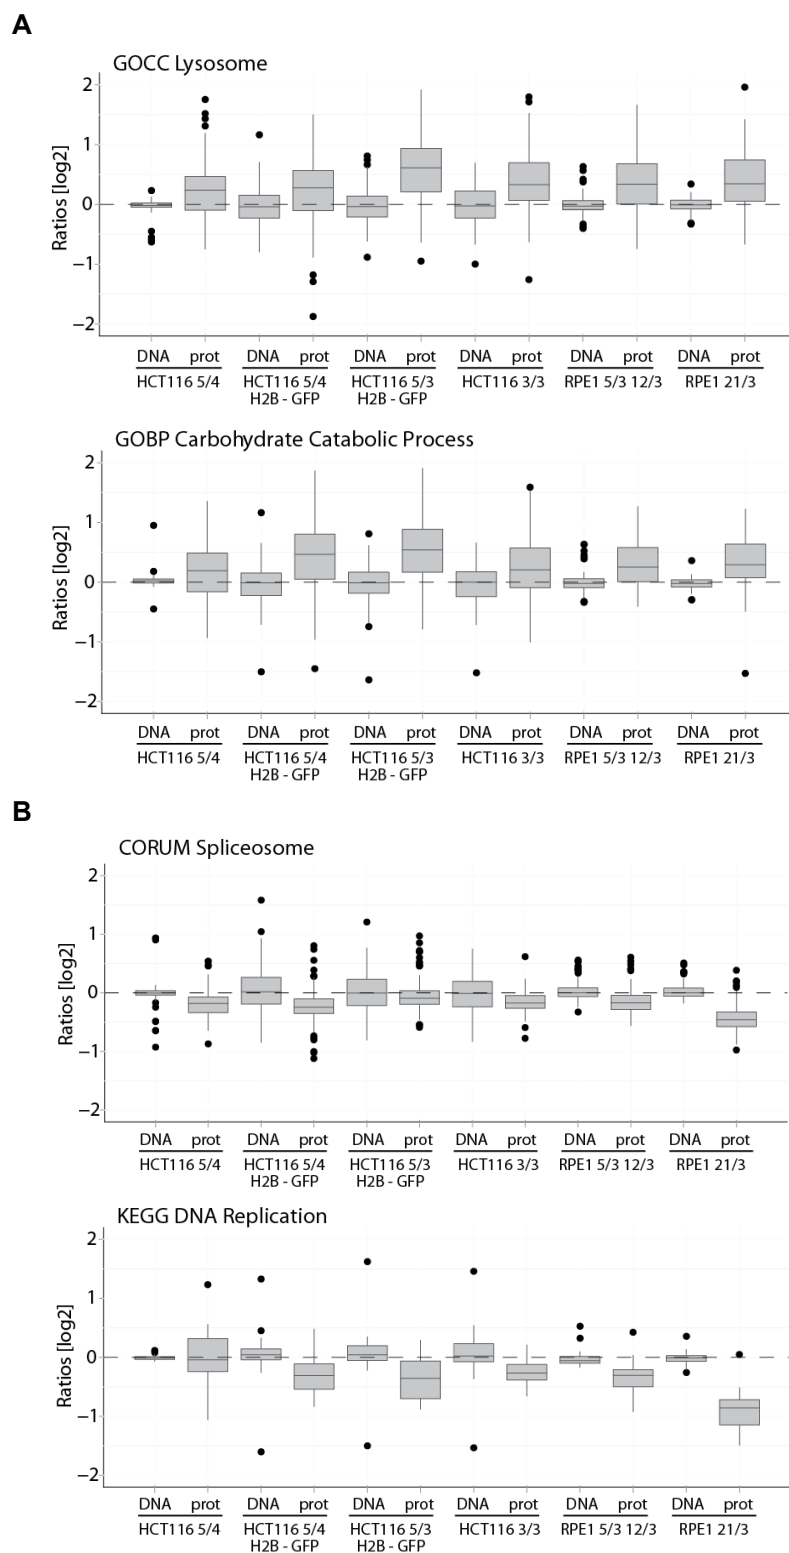 A
GOCC Lysosome
Ratios [log2]
2
1
0
−1
−2
DNA prot DNA prot DNA prot DNA prot DNA prot DNA prot
HCT116 5/4 HCT116 5/4 HCT116 5/3 HCT116 3/3 RPE1 5/3 12/3 RPE1 21/3
H2B - GFP H2B - GFP
GOBP Carbohydrate Catabolic Process
Ratios [log2]
2
1
0
−1
−2
DNA prot DNA prot DNA prot DNA prot DNA prot DNA prot
HCT116 5/4 HCT116 5/4 HCT116 5/3 HCT116 3/3 RPE1 5/3 12/3 RPE1 21/3
H2B - GFP H2B - GFP
B
CORUM Spliceosome
Ratios [log2]
2
1
0
−1
−2
DNA prot DNA prot DNA prot DNA prot DNA prot DNA prot
HCT116 5/4 HCT116 5/4 HCT116 5/3 HCT116 3/3 RPE1 5/3 12/3 RPE1 21/3
H2B - GFP H2B - GFP
KEGG DNA Replication
Ratios [log2]
2
1
0
−1
−2
DNA prot DNA prot DNA prot DNA prot DNA prot DNA prot
HCT116 5/4 HCT116 5/4 HCT116 5/3 HCT116 3/3 RPE1 5/3 12/3 RPE1 21/3
H2B - GFP H2B - GFP